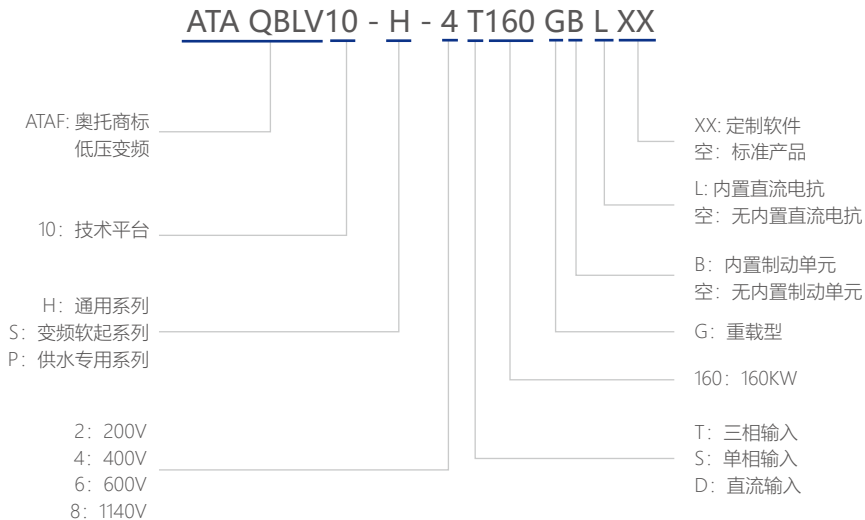 ATA QBLV10 - H - 4 T160 GB L XX
ATAF: 奥托商标
低压变频
10：技术平台
H：通用系列
S：变频软起系列
P：供水专用系列
2：200V
4：400V
6：600V
8：1140V
XX: 定制软件
空：标准产品
L: 内置直流电抗
空：无内置直流电抗
B：内置制动单元
空：无内置制动单元
G：重载型
160：160KW
T：三相输入
S：单相输入
D：直流输入